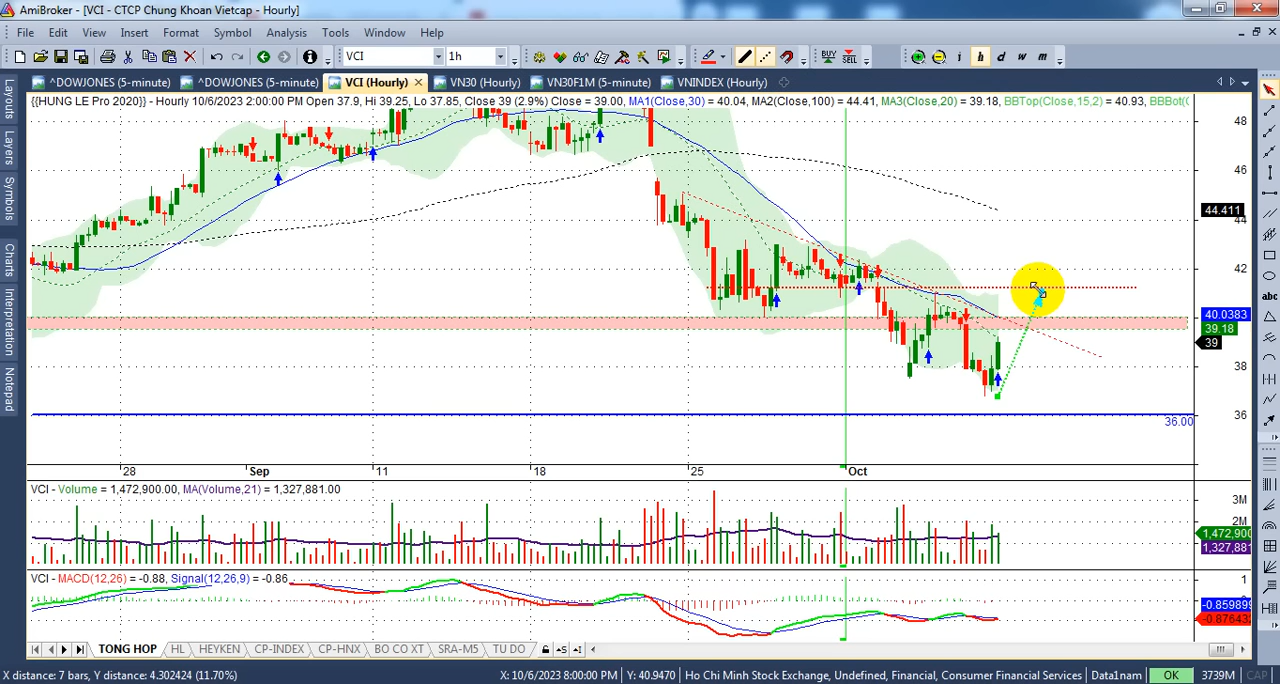 AmiBroker - [VCI - CTCP Chung Khoan Vietcap - Hourly]
File Edit View Insert Format Symbol Analysis Tools Window Help
VCI 1h BUY SELL i h d w m
^DOWJONES (5-minute) ^DOWJONES (5-minute) VCI (Hourly) VN30 (Hourly) VN30F1M (5-minute) VNINDEX (Hourly)
Layouts
Layers
Symbols
Charts
Interpretation
Notepad
{{HUNG LE Pro 2020}} - Hourly 10/6/2023 2:00:00 PM Open 37.9, Hi 39.25, Lo 37.85, Close 39 (2.9%) Close = 39.00, MA1(Close,30) = 40.04, MA2(Close,100) = 44.41, MA3(Close,20) = 39.18, BBTop(Close,15,2) = 40.93, BBBot(
48
46
44.411
44
42
40.0383
39.18
39
38
36
36.00
abc
28 Sep 11 18 25 Oct
VCI - Volume = 1,472,900.00, MA(Volume,21) = 1,327,881.00
3M
2M
1,472,900
1,327,881
VCI - MACD(12,26) = -0.88, Signal(12,26,9) = -0.86
1
-0.859899
-0.87643
TONG HOP HL HEYKEN CP-INDEX CP-HNX BO CO XT SRA-M5 TU DO
X distance: 7 bars, Y distance: 4.302424 (11.70%) X: 10/6/2023 8:00:00 PM Y: 40.9470 Ho Chi Minh Stock Exchange, Undefined, Financial, Consumer Financial Services Data1nam OK 3739M CAP